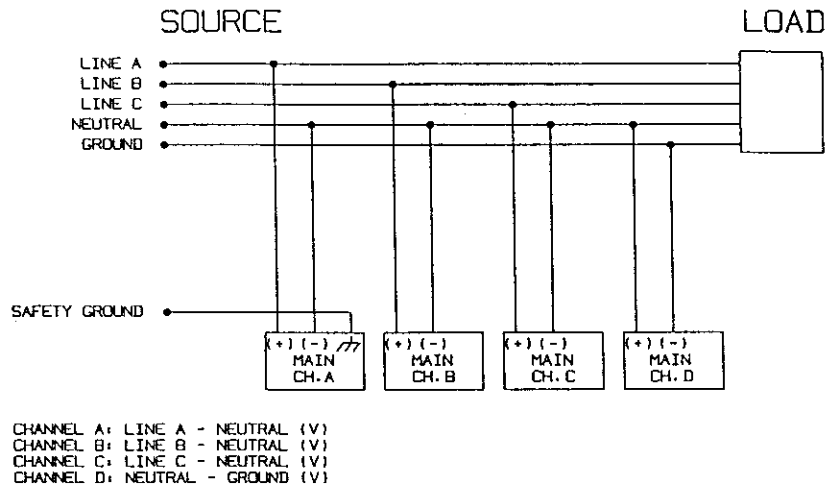 SOURCE LOAD
LINE A
LINE B
LINE C
NEUTRAL
GROUND
SAFETY GROUND
(+) (-) (+) (-) (+) (-) (+) (-)
MAIN MAIN MAIN MAIN
CH. A CH. B CH. C CH. D
CHANNEL A: LINE A - NEUTRAL (V)
CHANNEL B: LINE B - NEUTRAL (V)
CHANNEL C: LINE C - NEUTRAL (V)
CHANNEL D: NEUTRAL - GROUND (V)